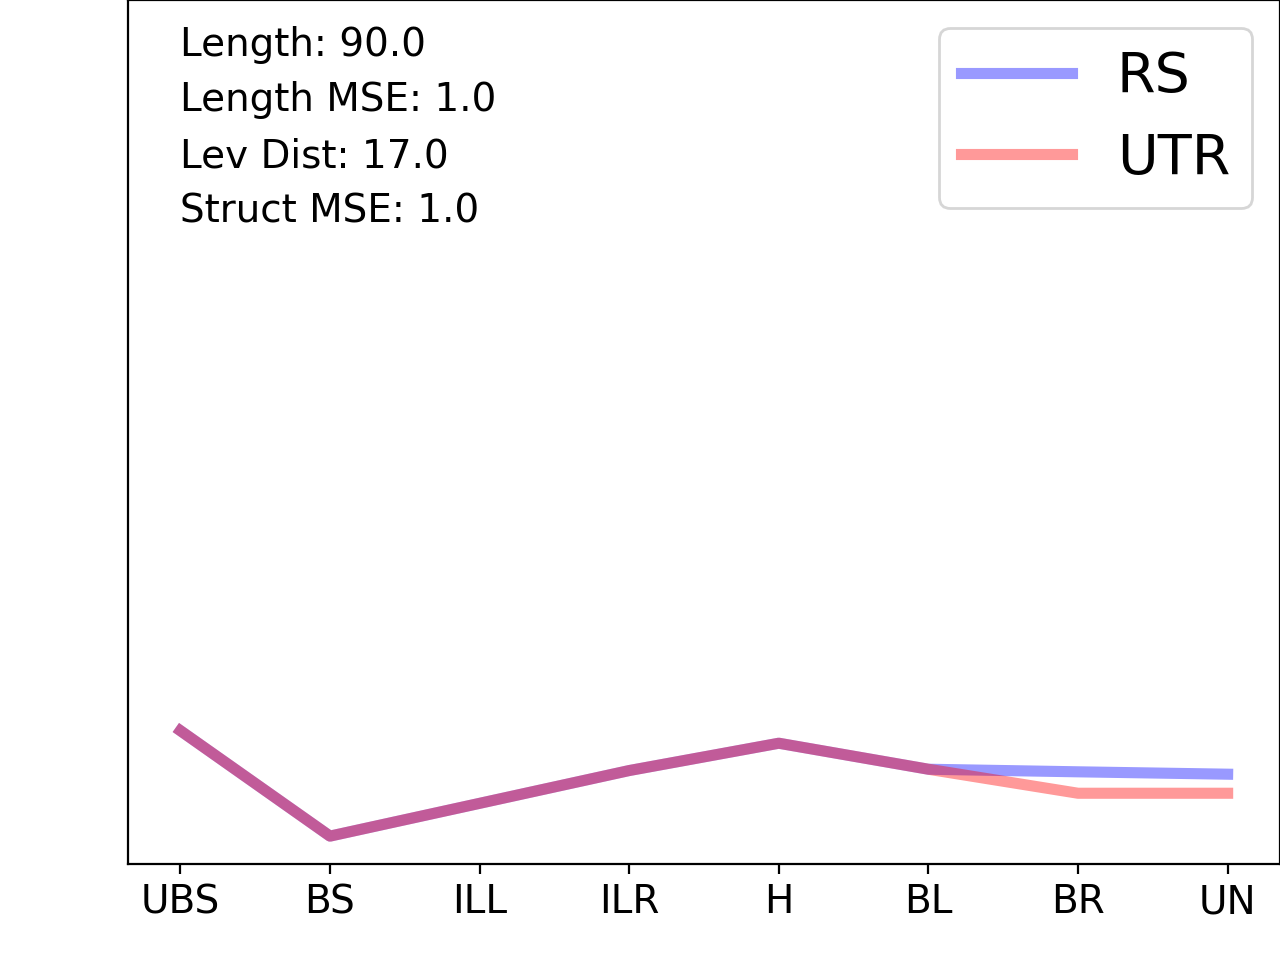 Length: 90.0
Length MSE: 1.0
Lev Dist: 17.0
Struct MSE: 1.0
RS
UTR
UBS BS ILL ILR H BL BR UN